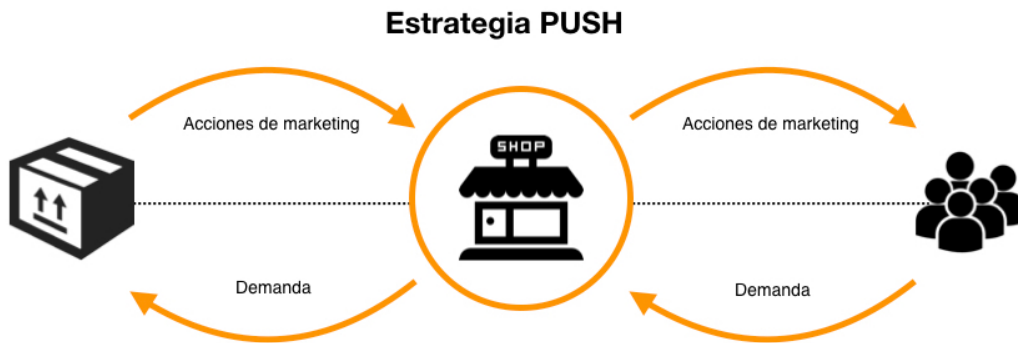 Estrategia PUSH
Acciones de marketing
Acciones de marketing
SHOP
Demanda
Demanda